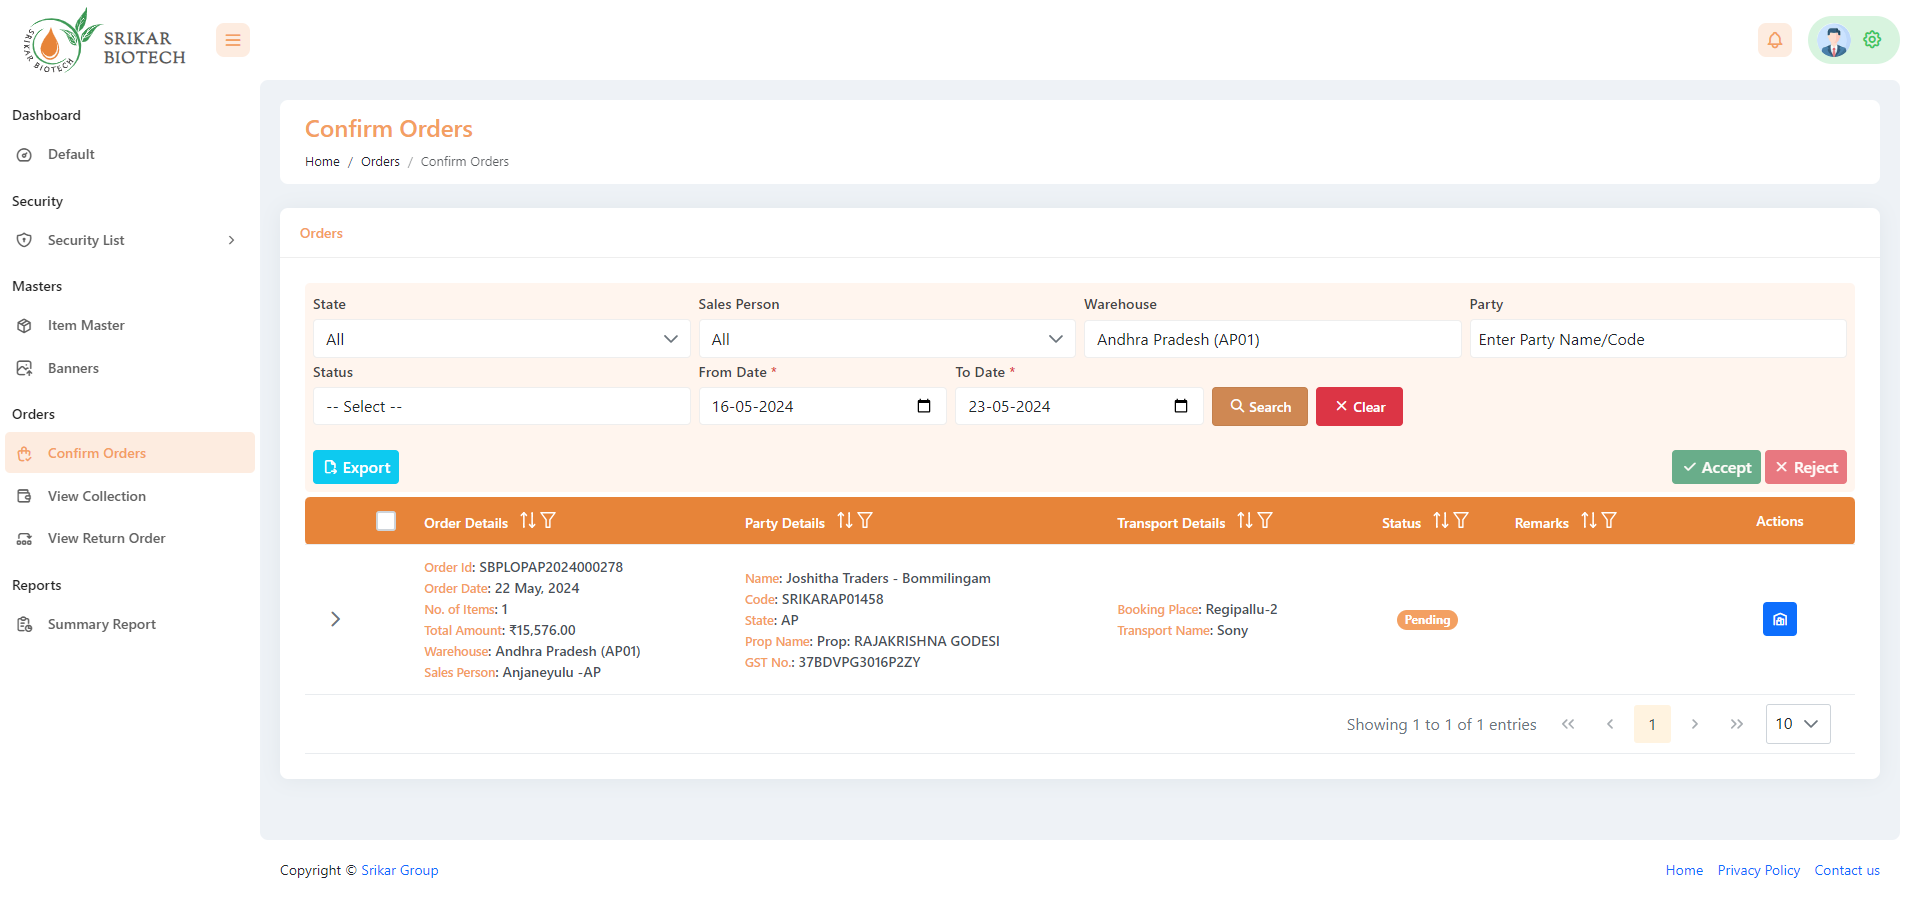 SRIKAR BIOTECH
SRIKAR
BIOTECH
Dashboard
Default
Security
Security List
Masters
Item Master
Banners
Orders
Confirm Orders
View Collection
View Return Order
Reports
Summary Report
Confirm Orders
Home / Orders / Confirm Orders
Orders
State Sales Person Warehouse Party
All All Andhra Pradesh (AP01) Enter Party Name/Code
Status From Date * To Date *
-- Select -- 16-05-2024 23-05-2024 Search Clear
Export Accept Reject
Order Details Party Details Transport Details Status Remarks Actions
Order Id: SBPLOPAP2024000278
Order Date: 22 May, 2024
No. of Items: 1
Total Amount: ₹15,576.00
Warehouse: Andhra Pradesh (AP01)
Sales Person: Anjaneyulu -AP
Name: Joshitha Traders - Bommilingam
Code: SRIKARAP01458
State: AP
Prop Name: Prop: RAJAKRISHNA GODESI
GST No.: 37BDVPG3016P2ZY
Booking Place: Regipallu-2
Transport Name: Sony
Pending
Showing 1 to 1 of 1 entries 1 10
Copyright © Srikar Group
Home Privacy Policy Contact us